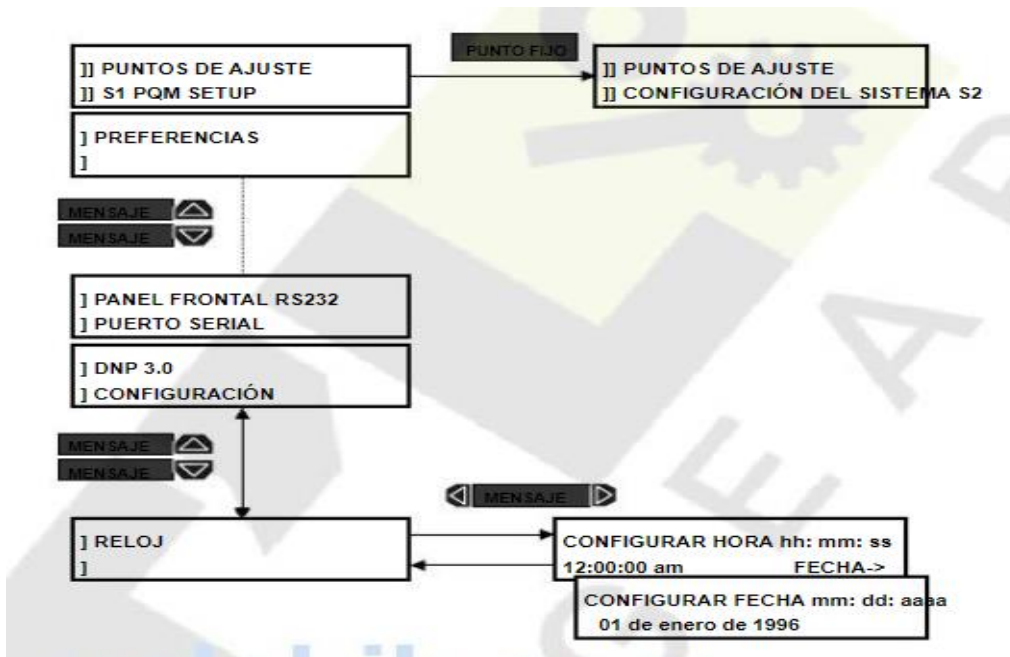 PUNTO FIJO
]] PUNTOS DE AJUSTE
]] S1 PQM SETUP
]] PUNTOS DE AJUSTE
]] CONFIGURACIÓN DEL SISTEMA S2
] PREFERENCIAS
]
MENSAJE
MENSAJE
] PANEL FRONTAL RS232
] PUERTO SERIAL
] DNP 3.0
] CONFIGURACIÓN
MENSAJE
MENSAJE
MENSAJE
] RELOJ
]
CONFIGURAR HORA hh: mm: ss
12:00:00 am FECHA->
CONFIGURAR FECHA mm: dd: aaaa
01 de enero de 1996